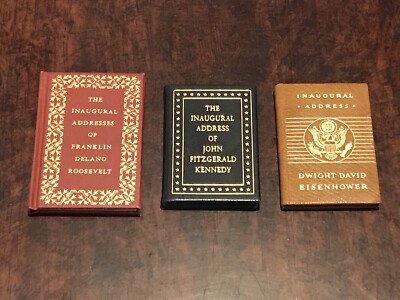 THE
INAUGURAL
ADDRESSES
OF
FRANKLIN
DELANO
ROOSEVELT
THE
INAUGURAL
ADDRESS
OF
JOHN
FITZGERALD
KENNEDY
INAUGURAL
ADDRESS
DWIGHT DAVID
EISENHOWER